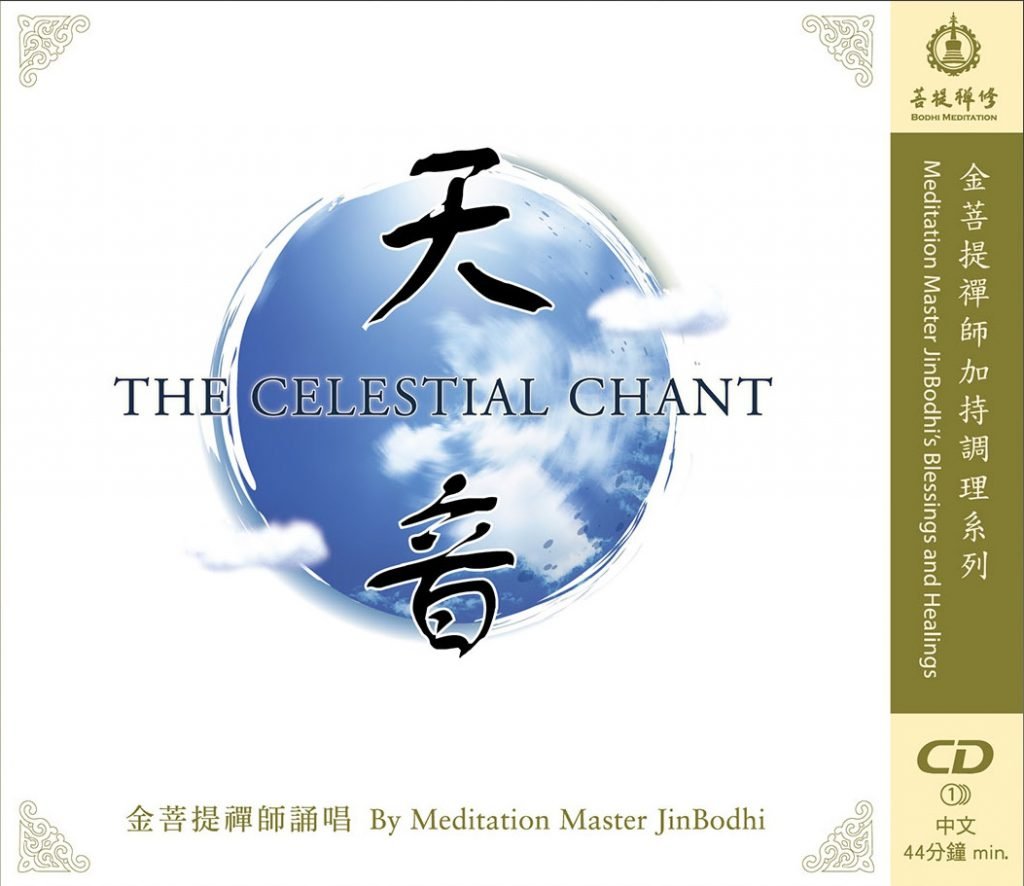 天
THE CELESTIAL CHANT
音
金菩提禪師誦唱 By Meditation Master JinBodhi
菩提禪修
BODHI MEDITATION
金菩提禪師加持調理系列
Meditation Master JinBodhi's Blessings and Healings
CD
1
中文
44分鐘 min.